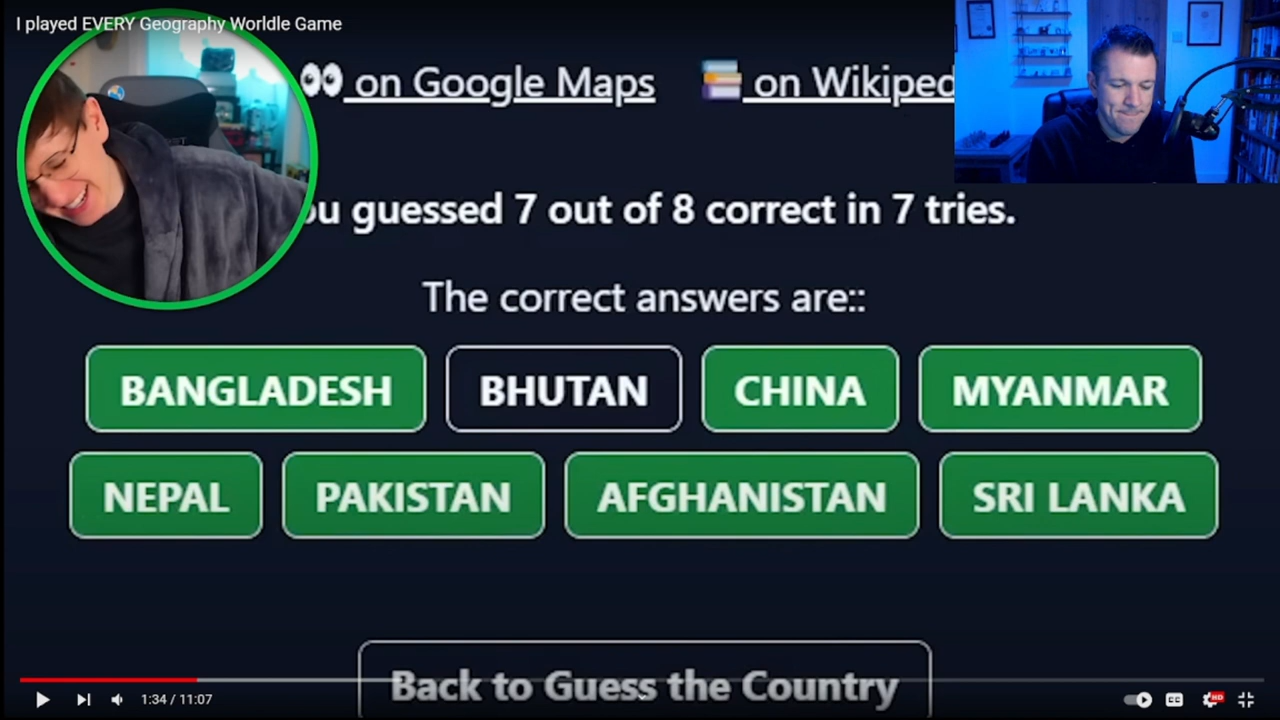 I played EVERY Geography Worldle Game
on Google Maps on Wikiped
ou guessed 7 out of 8 correct in 7 tries.
The correct answers are::
BANGLADESH BHUTAN CHINA MYANMAR
NEPAL PAKISTAN AFGHANISTAN SRI LANKA
Back to Guess the Country
1:34 / 11:07 CC HD